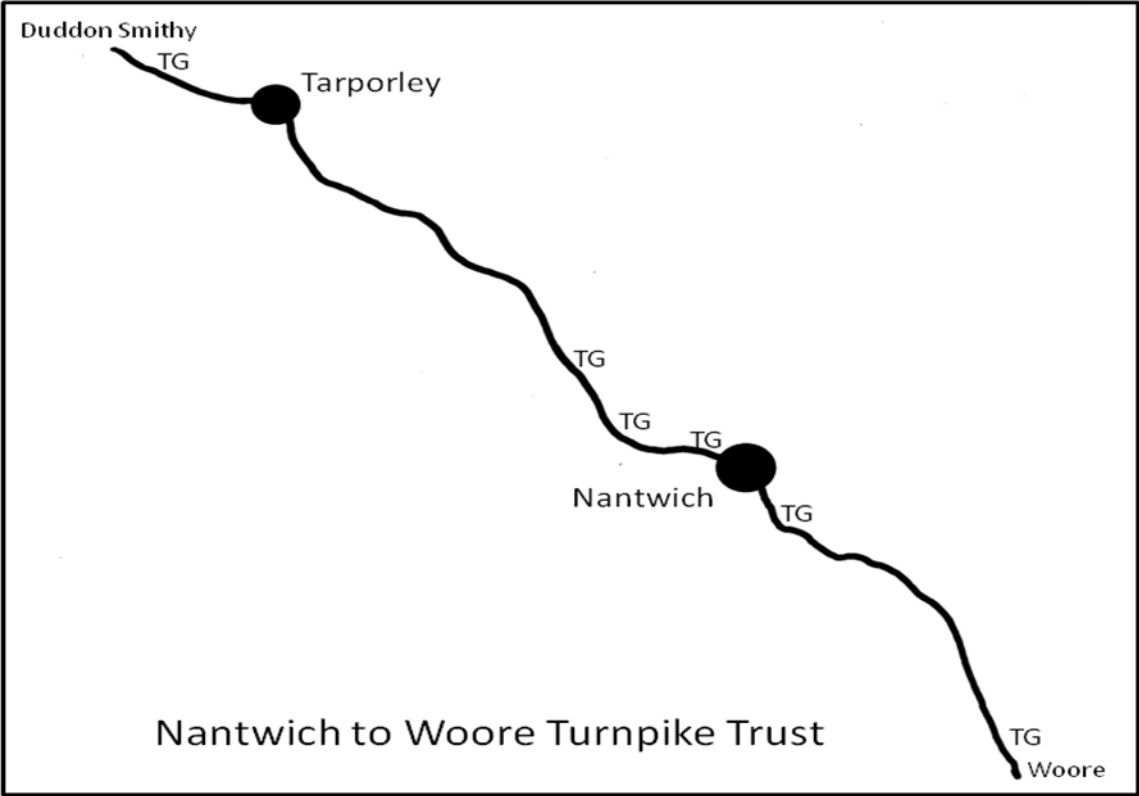 Duddon Smithy
TG
Tarporley
TG
TG
TG
Nantwich
TG
Nantwich to Woore Turnpike Trust
TG
Woore